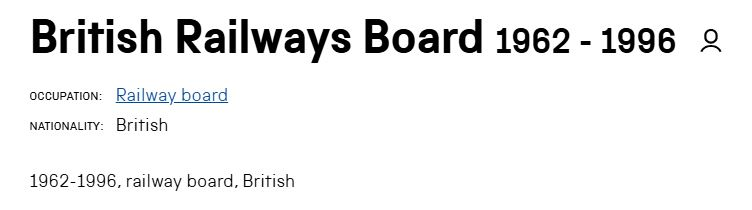 British Railways Board 1962 - 1996
OCCUPATION: Railway board
NATIONALITY: British
1962-1996, railway board, British